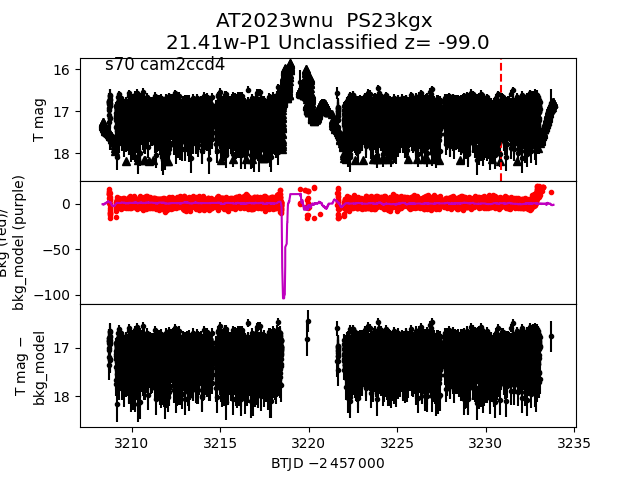 AT2023wnu  PS23kgx
21.41w-P1 Unclassified z= -99.0
s70 cam2ccd4
16
17
18
T mag
0
−50
−100
Bkg (red)/
bkg_model (purple)
17
18
T mag −
bkg_model
3210
3215
3220
3225
3230
3235
BTJD −2 457 000